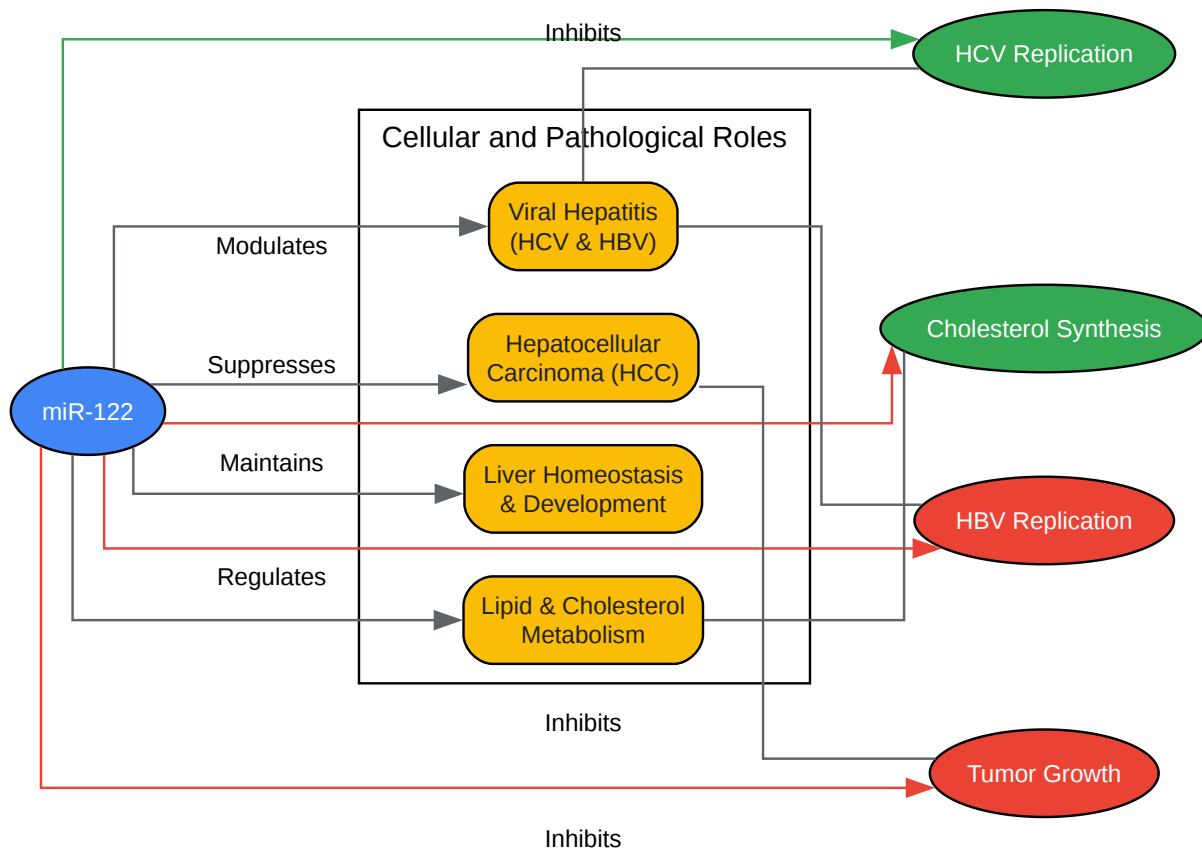 Inhibits
HCV Replication
Cellular and Pathological Roles
Viral Hepatitis
(HCV & HBV)
Modulates
Cholesterol Synthesis
Hepatocellular
Carcinoma (HCC)
Suppresses
miR-122
Maintains
Liver Homeostasis
& Development
HBV Replication
Regulates
Lipid & Cholesterol
Metabolism
Inhibits
Tumor Growth
Inhibits